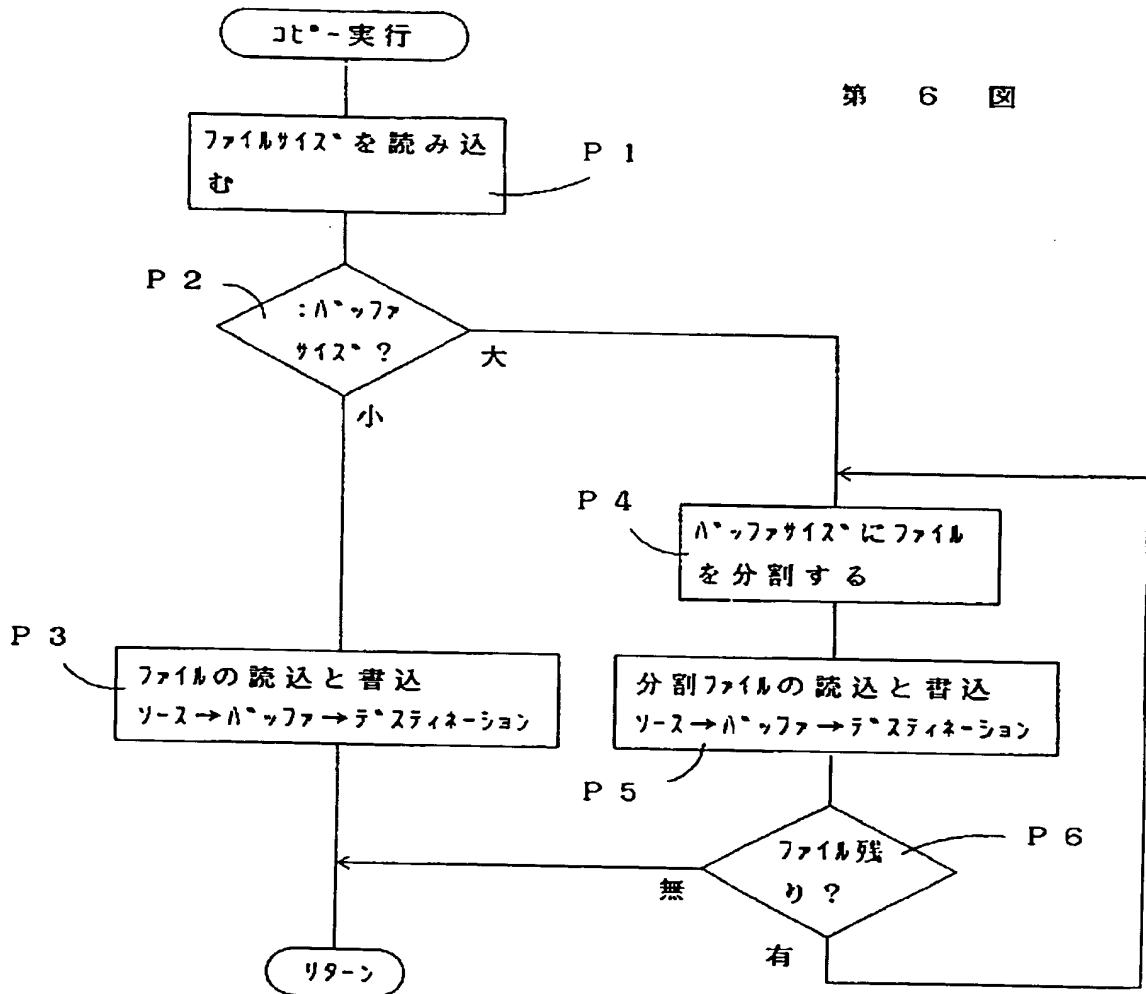 コピー実行
第 6 図
ファイルサイズを読み込
む
P 1
P 2
:バッファ
サイズ?
大
小
P 4
バッファサイズにファイル
を分割する
P 3
ファイルの読込と書込
ソース→バッファ→デスティネーション
分割ファイルの読込と書込
ソース→バッファ→デスティネーション
P 5
ファイル残
り?
P 6
無
有
リターン